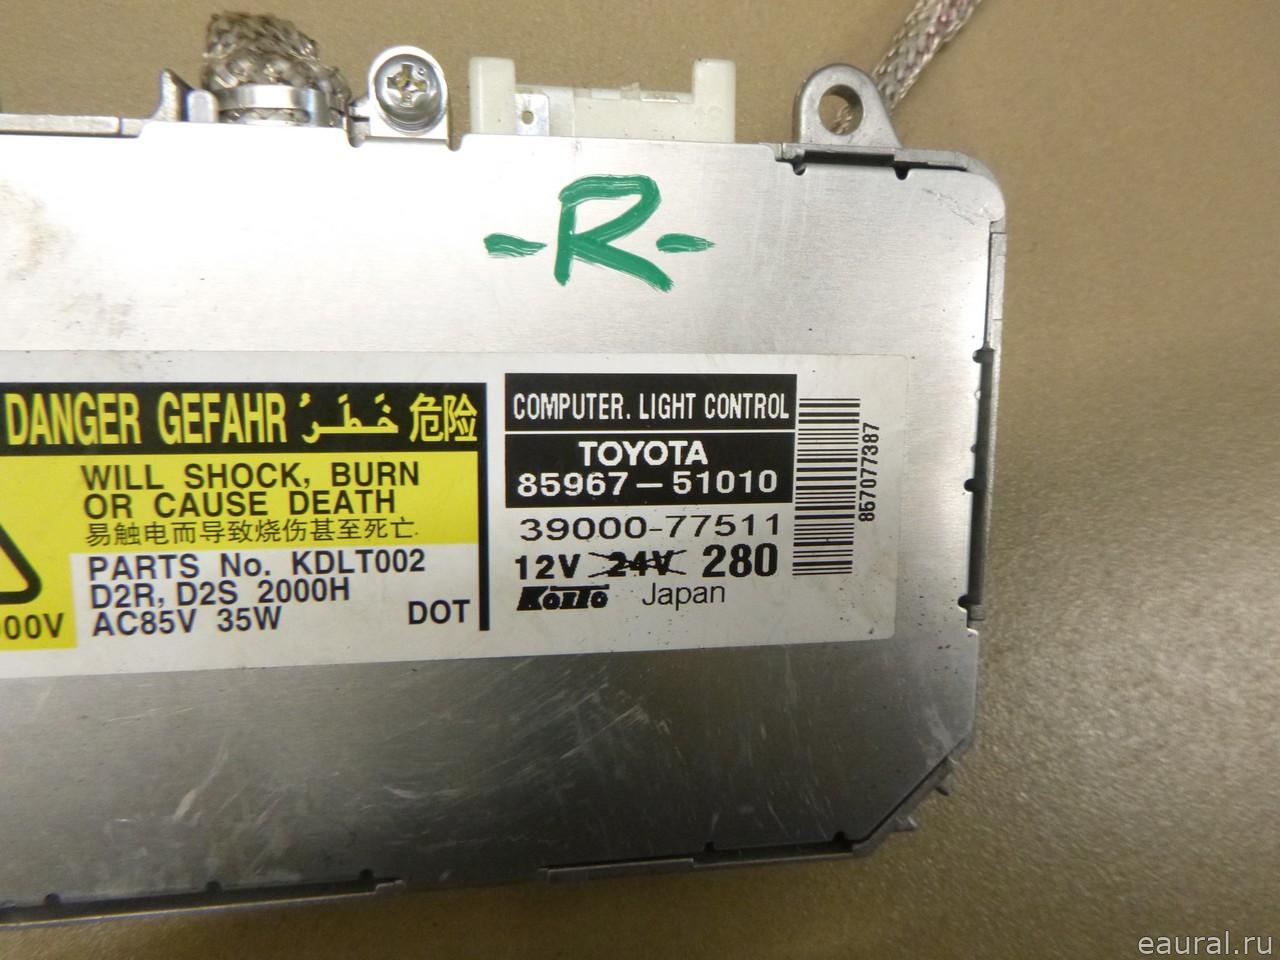 -R-
DANGER GEFAHR خَطَرٌ 危险
WILL SHOCK, BURN
OR CAUSE DEATH
易触电而导致烧伤甚至死亡.
PARTS No. KDLT002
D2R, D2S 2000H
AC85V 35W DOT
000V
COMPUTER. LIGHT CONTROL
TOYOTA
85967-51010
39000-77511
12V 24V 280
KOITO Japan
857077387
eaural.ru